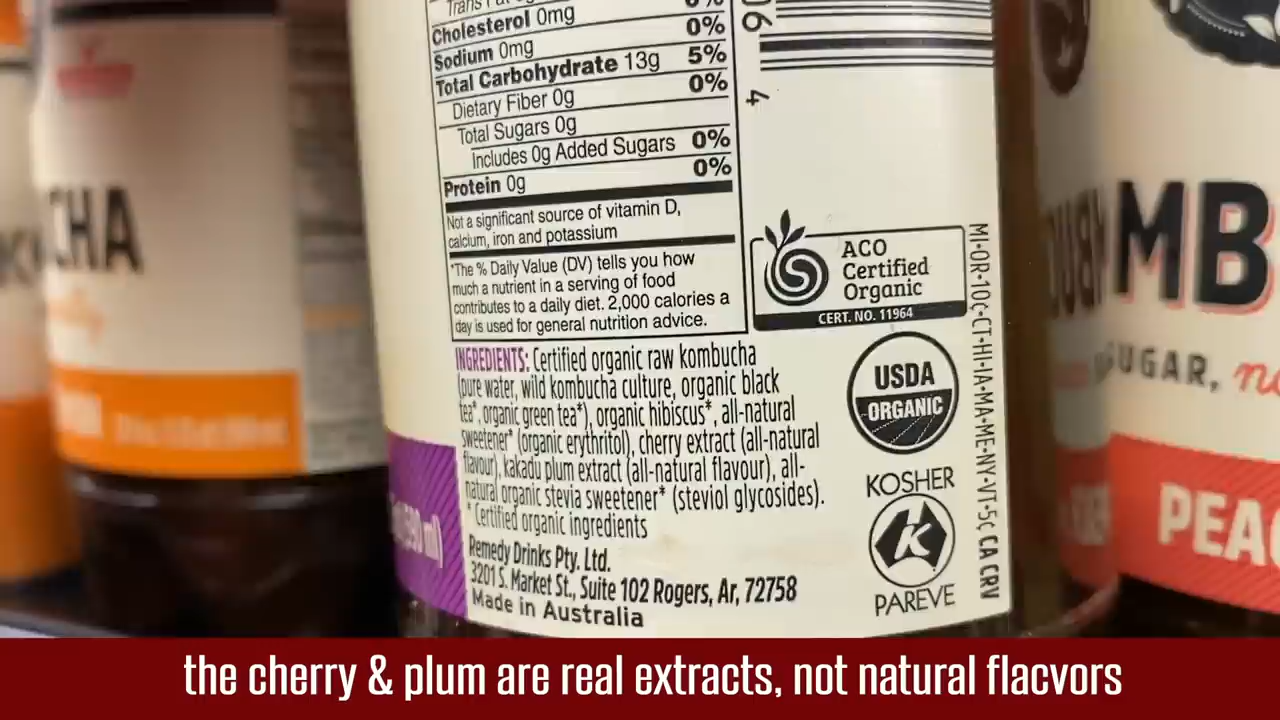 Cholesterol 0mg 0%
Sodium 0mg 0%
Total Carbohydrate 13g 5%
Dietary Fiber 0g 0%
Total Sugars 0g
Includes 0g Added Sugars 0%
Protein 0g 0%
Not a significant source of vitamin D,
calcium, iron and potassium
*The % Daily Value (DV) tells you how
much a nutrient in a serving of food
contributes to a daily diet. 2,000 calories a
day is used for general nutrition advice.
INGREDIENTS: Certified organic raw kombucha
(pure water, wild kombucha culture, organic black
tea*, organic green tea*), organic hibiscus*, all-natural
sweetener* (organic erythritol), cherry extract (all-natural
flavour), kakadu plum extract (all-natural flavour), all-
natural organic stevia sweetener* (steviol glycosides).
* Certified organic ingredients
Remedy Drinks Pty. Ltd.
3201 S. Market St., Suite 102 Rogers, Ar, 72758
Made in Australia
4
ACO
Certified
Organic
CERT. NO. 11964
USDA
ORGANIC
KOSHER
K
PAREVE
MI-OR-10¢-CT-HI-IA-MA-ME-NY-VT-5¢ CA CRV
CHA
MB
SUGAR,
PEA
the cherry & plum are real extracts, not natural flacvors